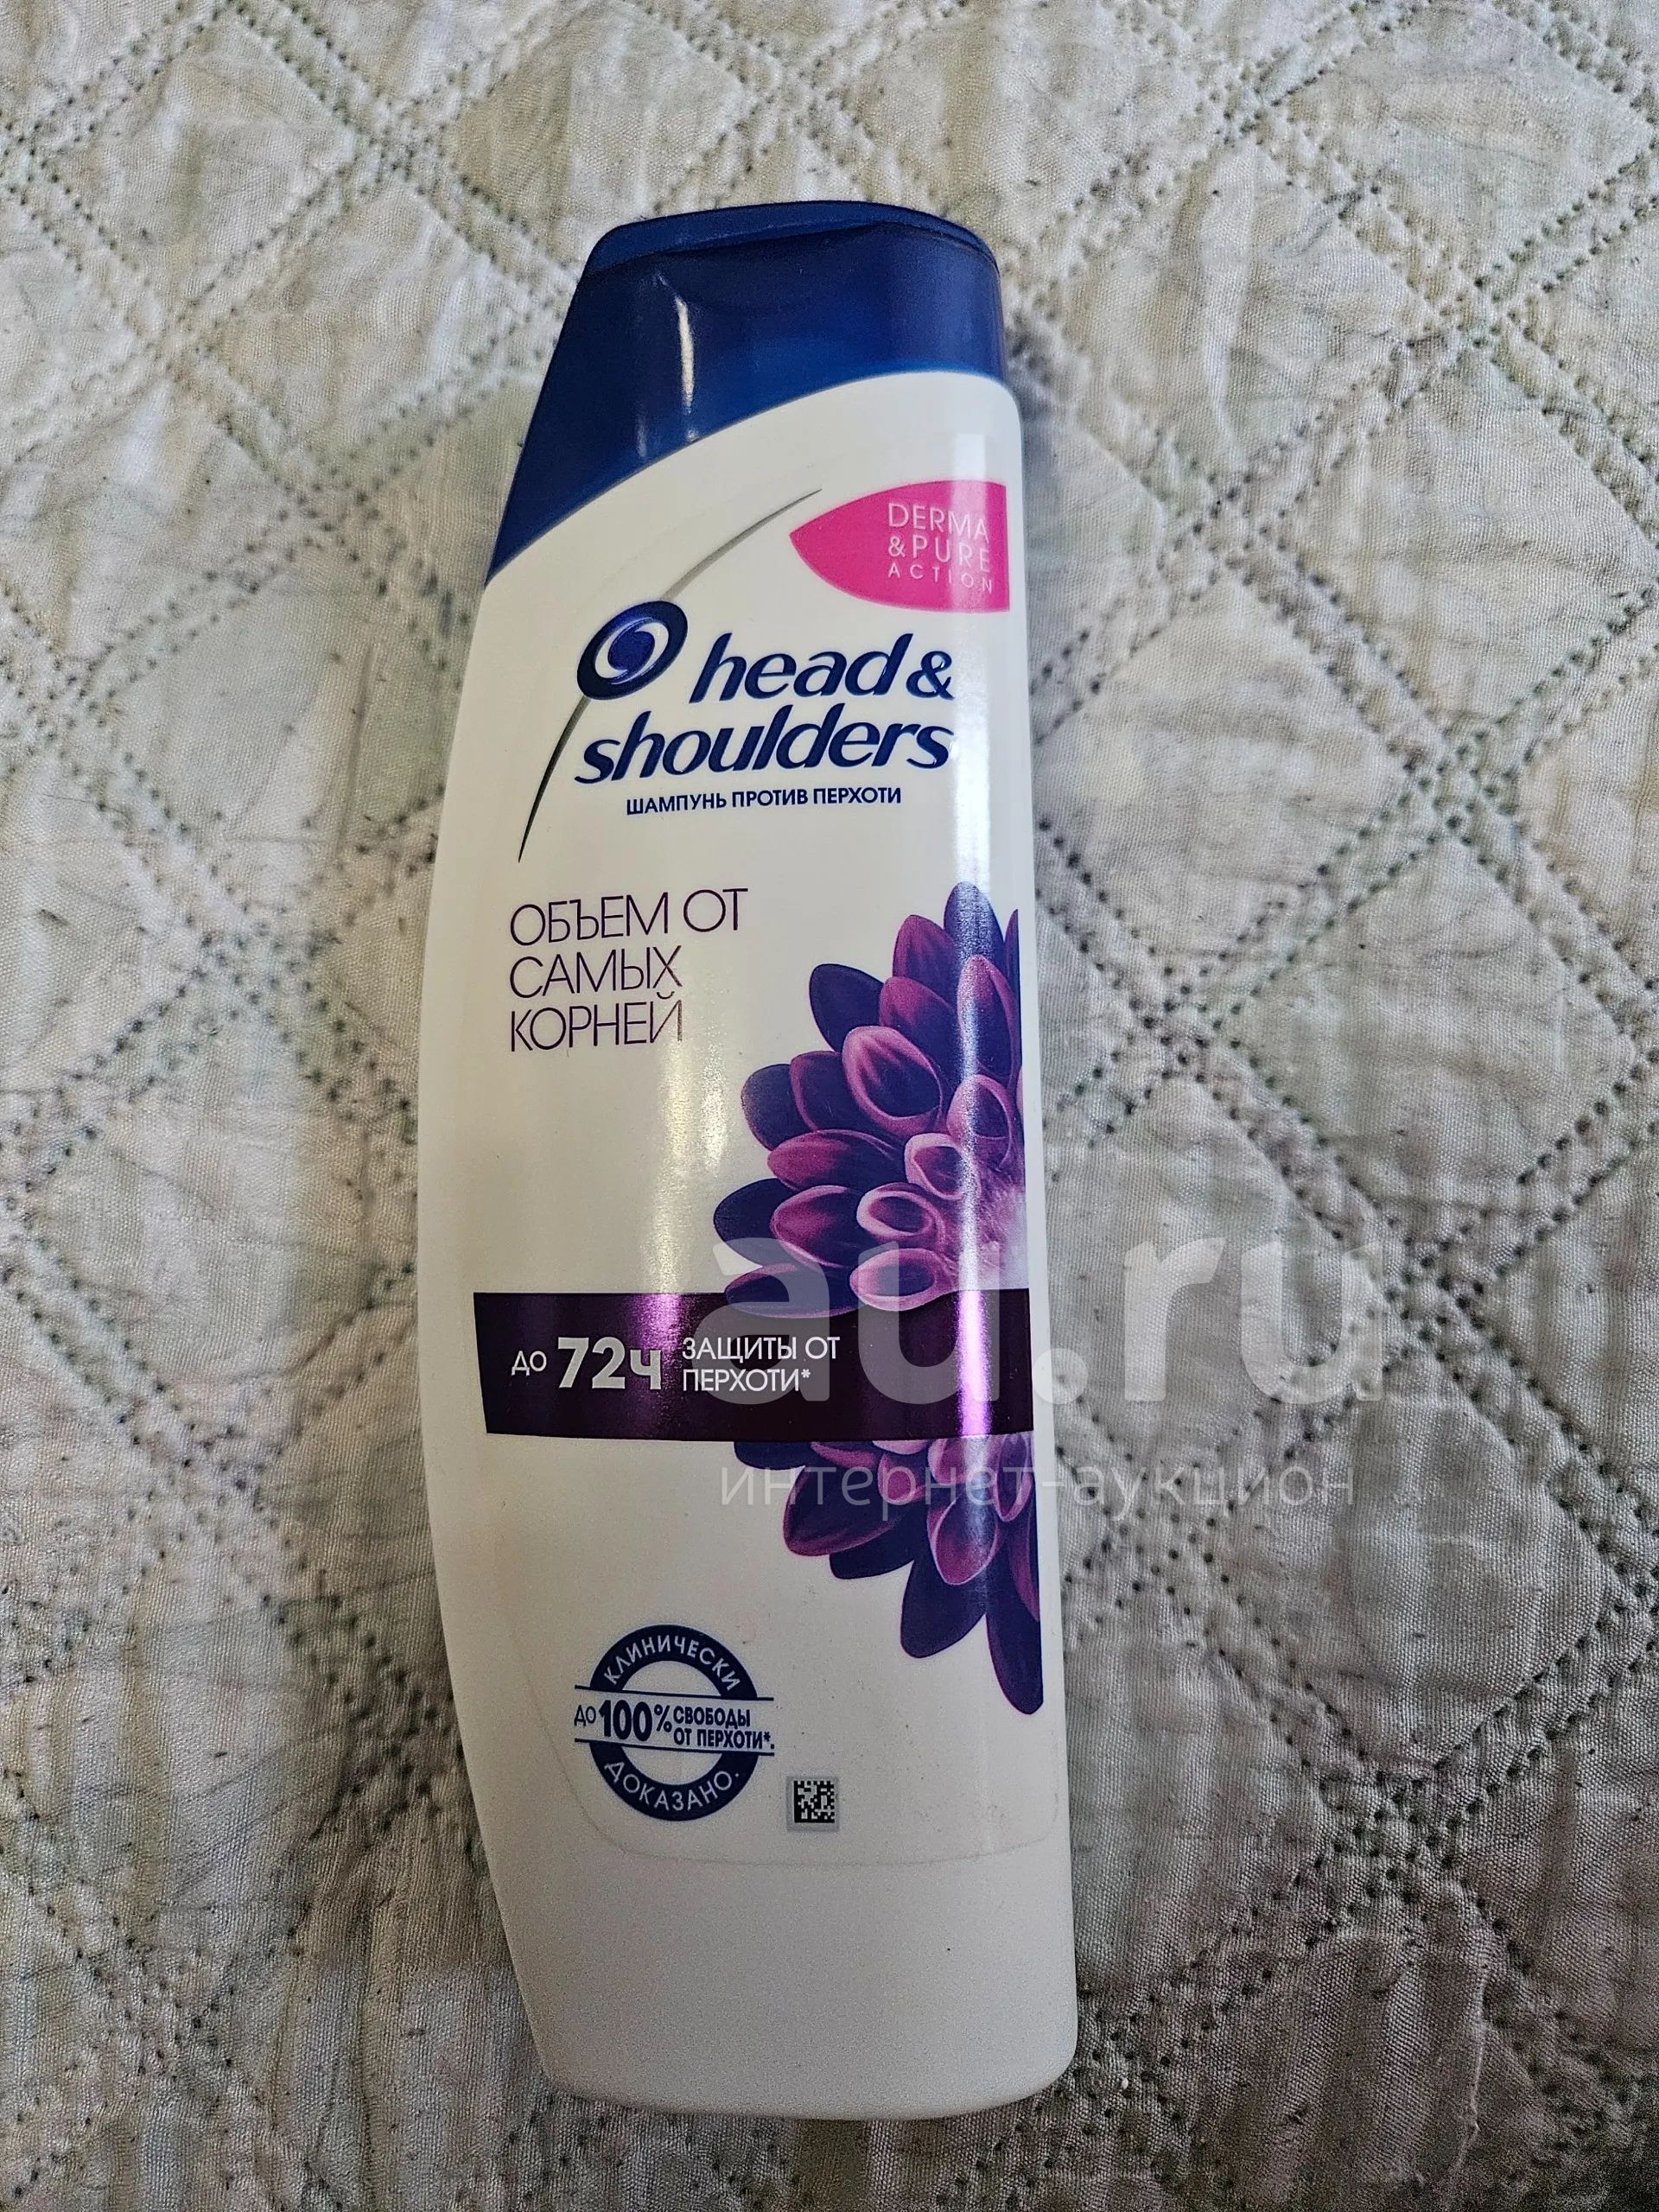 DERMA
&PURE
ACTION
head&
shoulders
ШАМПУНЬ ПРОТИВ ПЕРХОТИ
ОБЪЕМ ОТ
САМЫХ
КОРНЕЙ
au.ru
ДО 72Ч ЗАЩИТЫ ОТ
ПЕРХОТИ*
интернет-аукцион
КЛИНИЧЕСКИ
ДО 100% СВОБОДЫ
ОТ ПЕРХОТИ*.
ДОКАЗАНО.